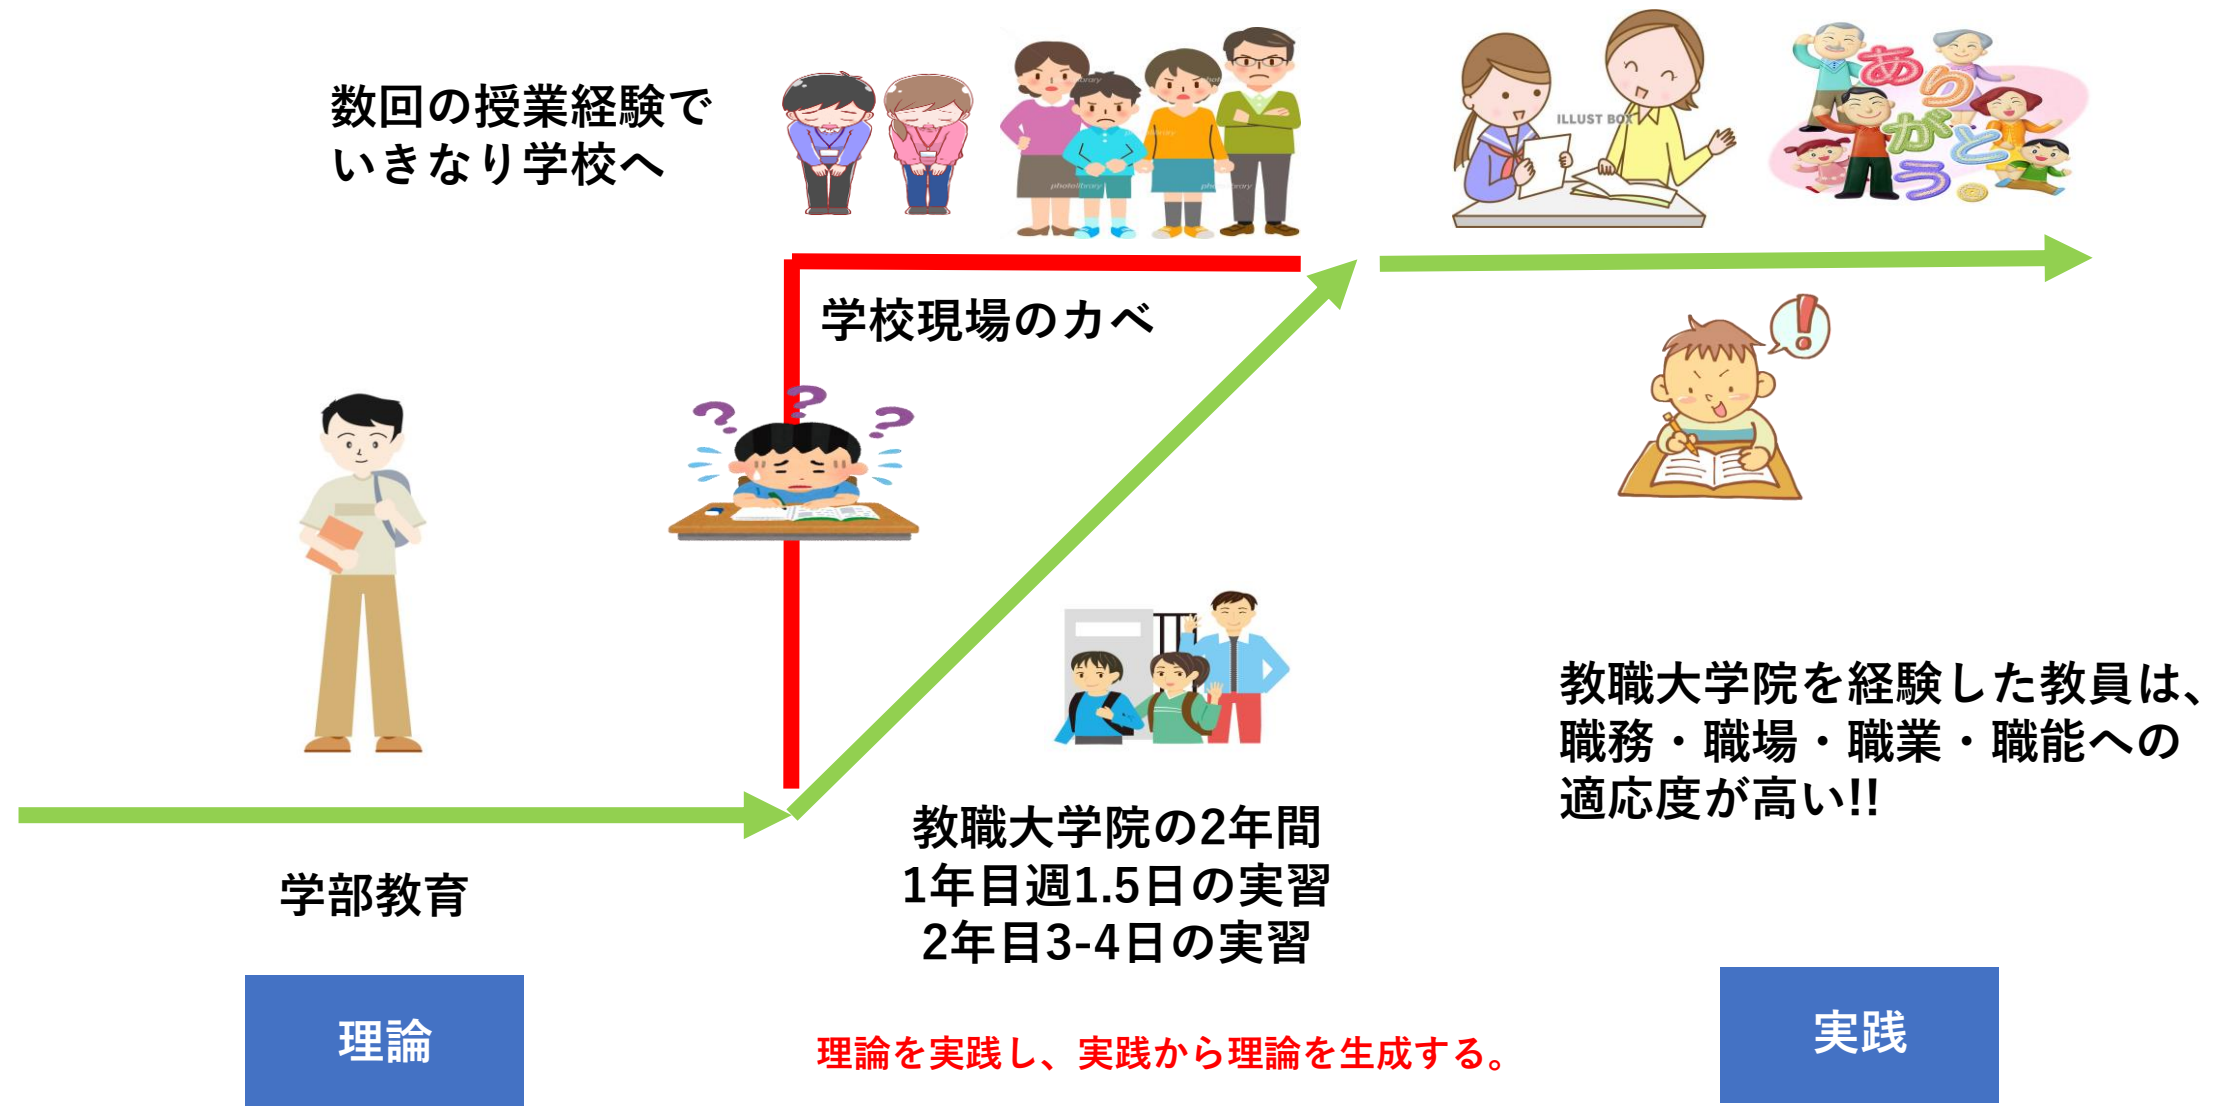 数回の授業経験で
いきなり学校へ
photolibrary
photolibrary
photolibrary
ILLUST BOX
ありがとう。
学校現場のカベ
? ? ?
!
教職大学院を経験した教員は、
職務・職場・職業・職能への
適応度が高い!!
教職大学院の2年間
1年目週1.5日の実習
2年目3-4日の実習
学部教育
理論
理論を実践し、実践から理論を生成する。
実践